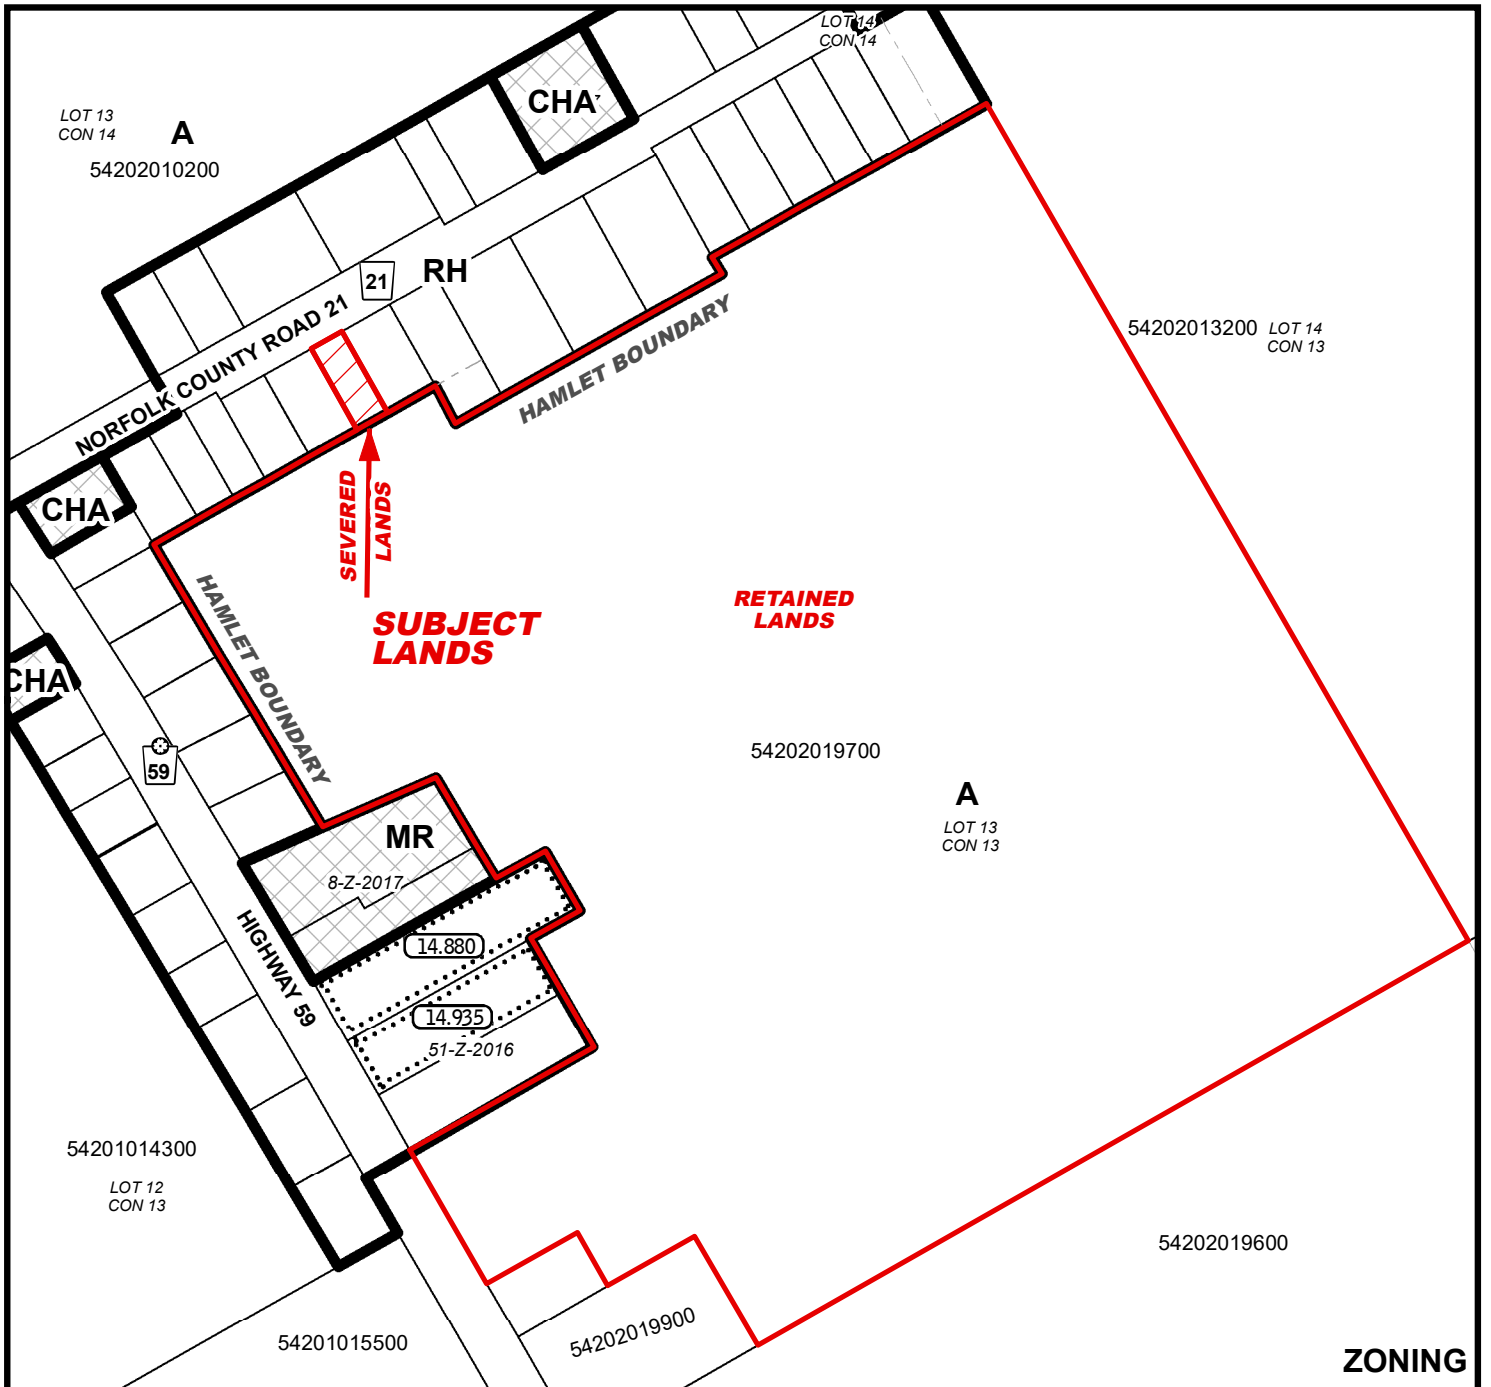 LOT 14
CON 14
CHA
LOT 13
CON 14
A
54202010200
RH
21
NORFOLK COUNTY ROAD 21
HAMLET BOUNDARY
54202013200
LOT 14
CON 13
CHA
SEVERED
LANDS
SUBJECT
LANDS
RETAINED
LANDS
HAMLET BOUNDARY
CHA
59
54202019700
A
LOT 13
CON 13
MR
8-Z-2017
14.880
HIGHWAY 59
14.935
51-Z-2016
54201014300
LOT 12
CON 13
54202019600
54201015500
54202019900
ZONING